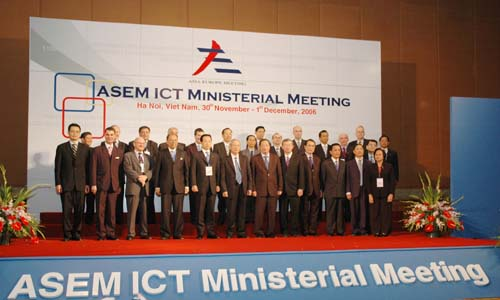 ASIA-EUROPE MEETING
ASEM ICT MINISTERIAL MEETING
Ha Noi, Viet Nam, 30th November - 1st December, 2006
ASEM ICT Ministerial Meeting